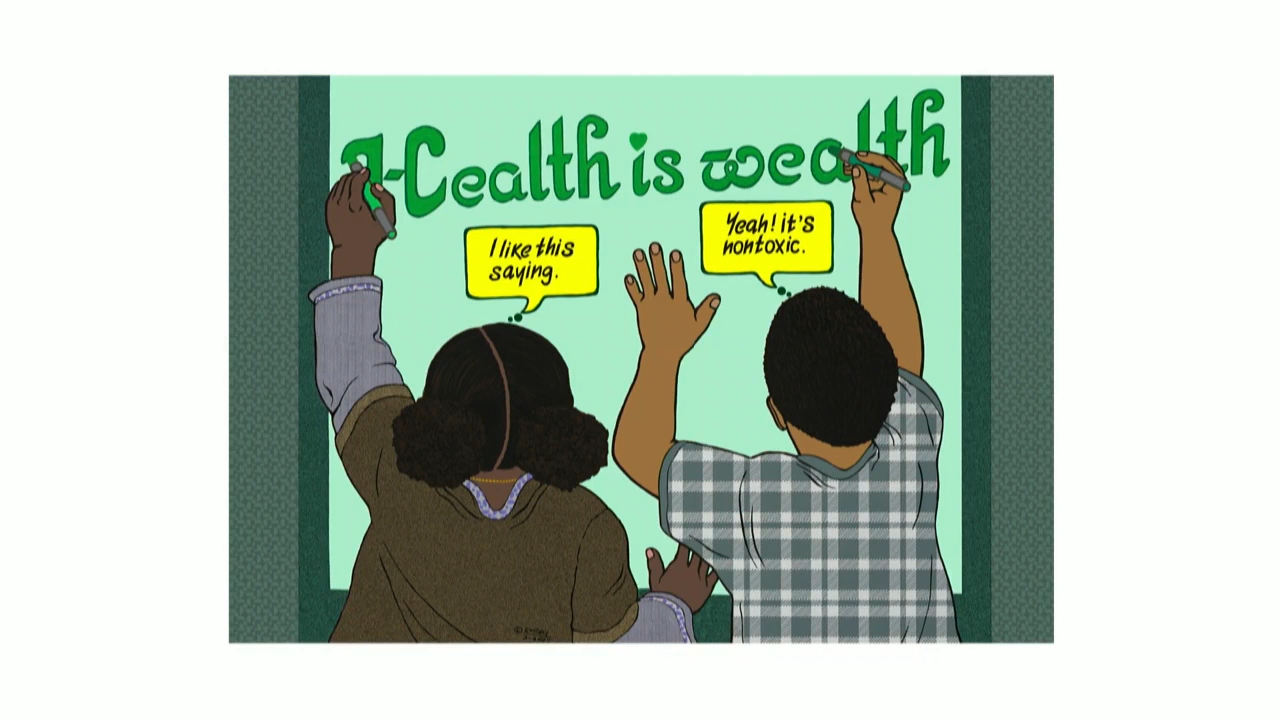 Health is wealth
I like this
saying.
Yeah! it's
nontoxic.